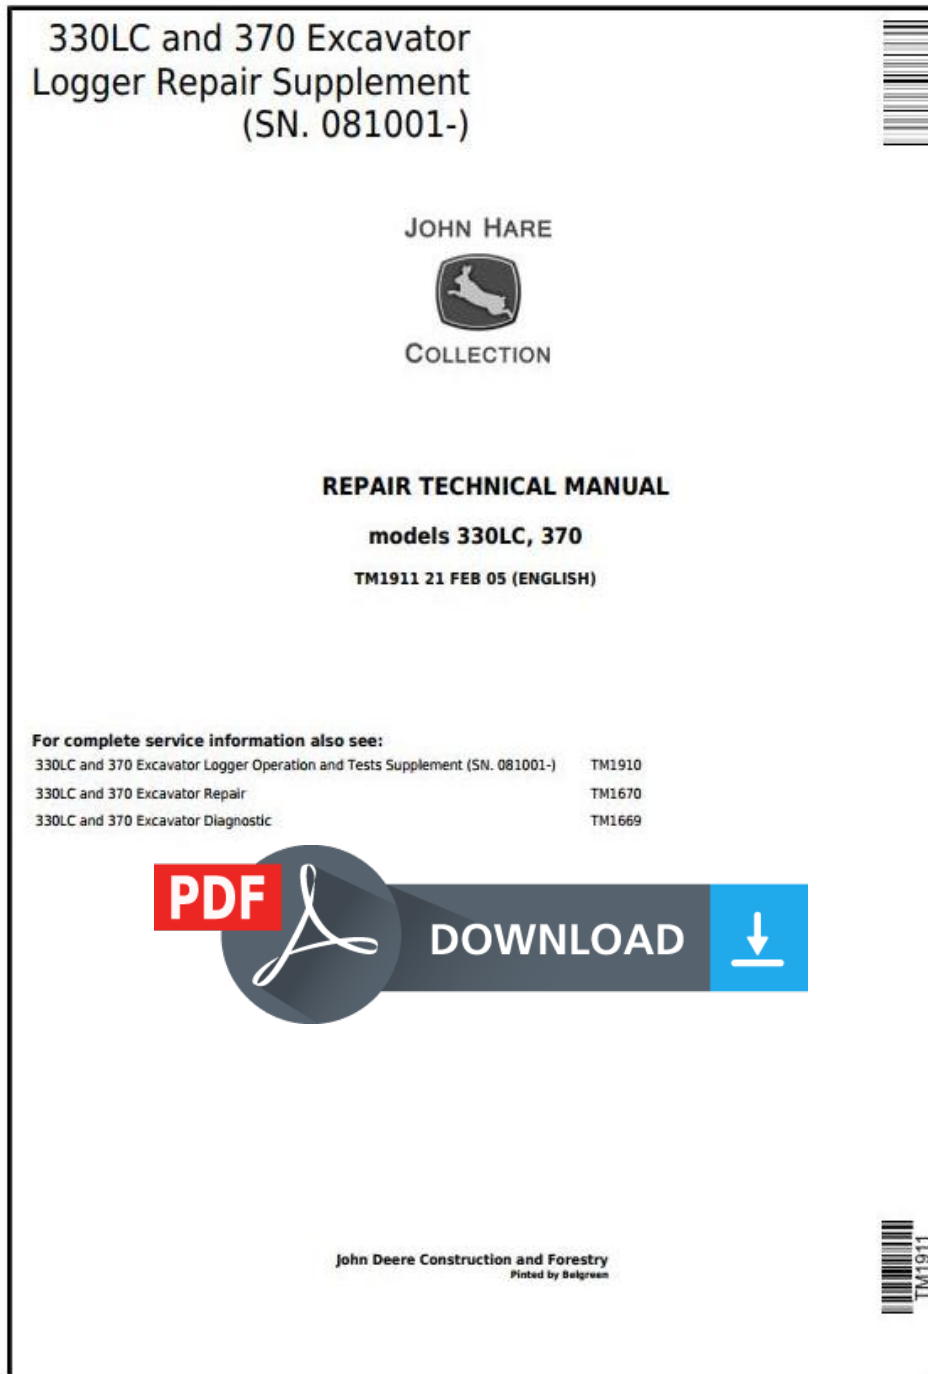 330LC and 370 Excavator
Logger Repair Supplement
(SN. 081001-)
JOHN HARE
COLLECTION
REPAIR TECHNICAL MANUAL
models 330LC, 370
TM1911 21 FEB 05 (ENGLISH)
For complete service information also see:
330LC and 370 Excavator Logger Operation and Tests Supplement (SN. 081001-) TM1910
330LC and 370 Excavator Repair TM1670
330LC and 370 Excavator Diagnostic TM1669
PDF
DOWNLOAD
John Deere Construction and Forestry
Pinted by Belgreen
TM1911